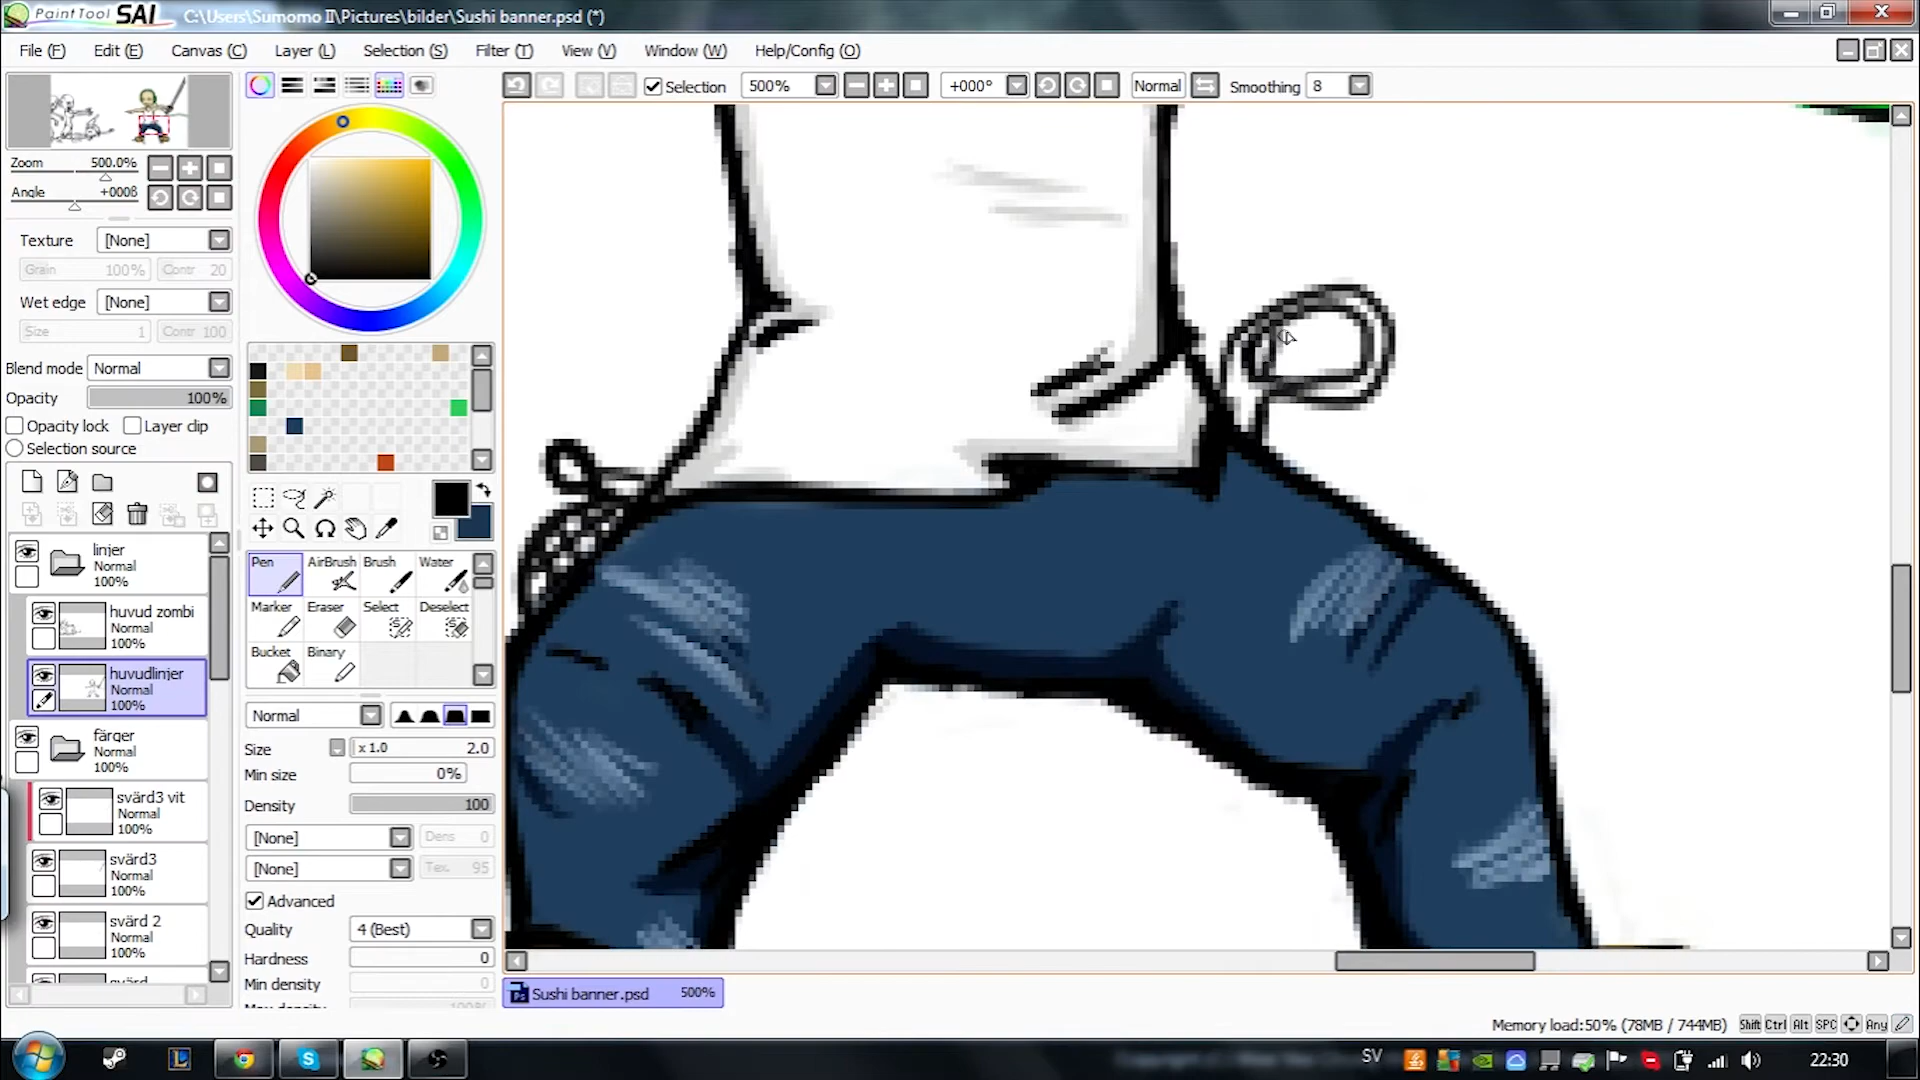 PaintTool SAI C:\Users\Sumomo II\Pictures\bilder\Sushi banner.psd (*)
File (F) Edit (E) Canvas (C) Layer (L) Selection (S) Filter (T) View (V) Window (W) Help/Config (O)
Selection 500% +000° Normal Smoothing 8
Zoom 500.0%
Angle +000ß
Texture [None]
Grain 100% Contr 20
Wet edge [None]
Size 1 Contr 100
Blend mode Normal
Opacity 100%
Opacity lock Layer clip
Selection source
linjer
Normal
100%
huvud zombi
Normal
100%
huvudlinjer
Normal
100%
färger
Normal
100%
svärd3 vit
Normal
100%
svärd3
Normal
100%
svärd 2
Normal
100%
Pen AirBrush Brush Water
Marker Eraser Select Deselect
Bucket Binary
Normal
Size x 1.0 2.0
Min size 0%
Density 100
[None] Dens 0
[None] Tex. 95
Advanced
Quality 4 (Best)
Hardness 0
Min density 0
Sushi banner.psd 500%
Memory load:50% (78MB / 744MB) Shift Ctrl Alt SPC Any
SV 22:30